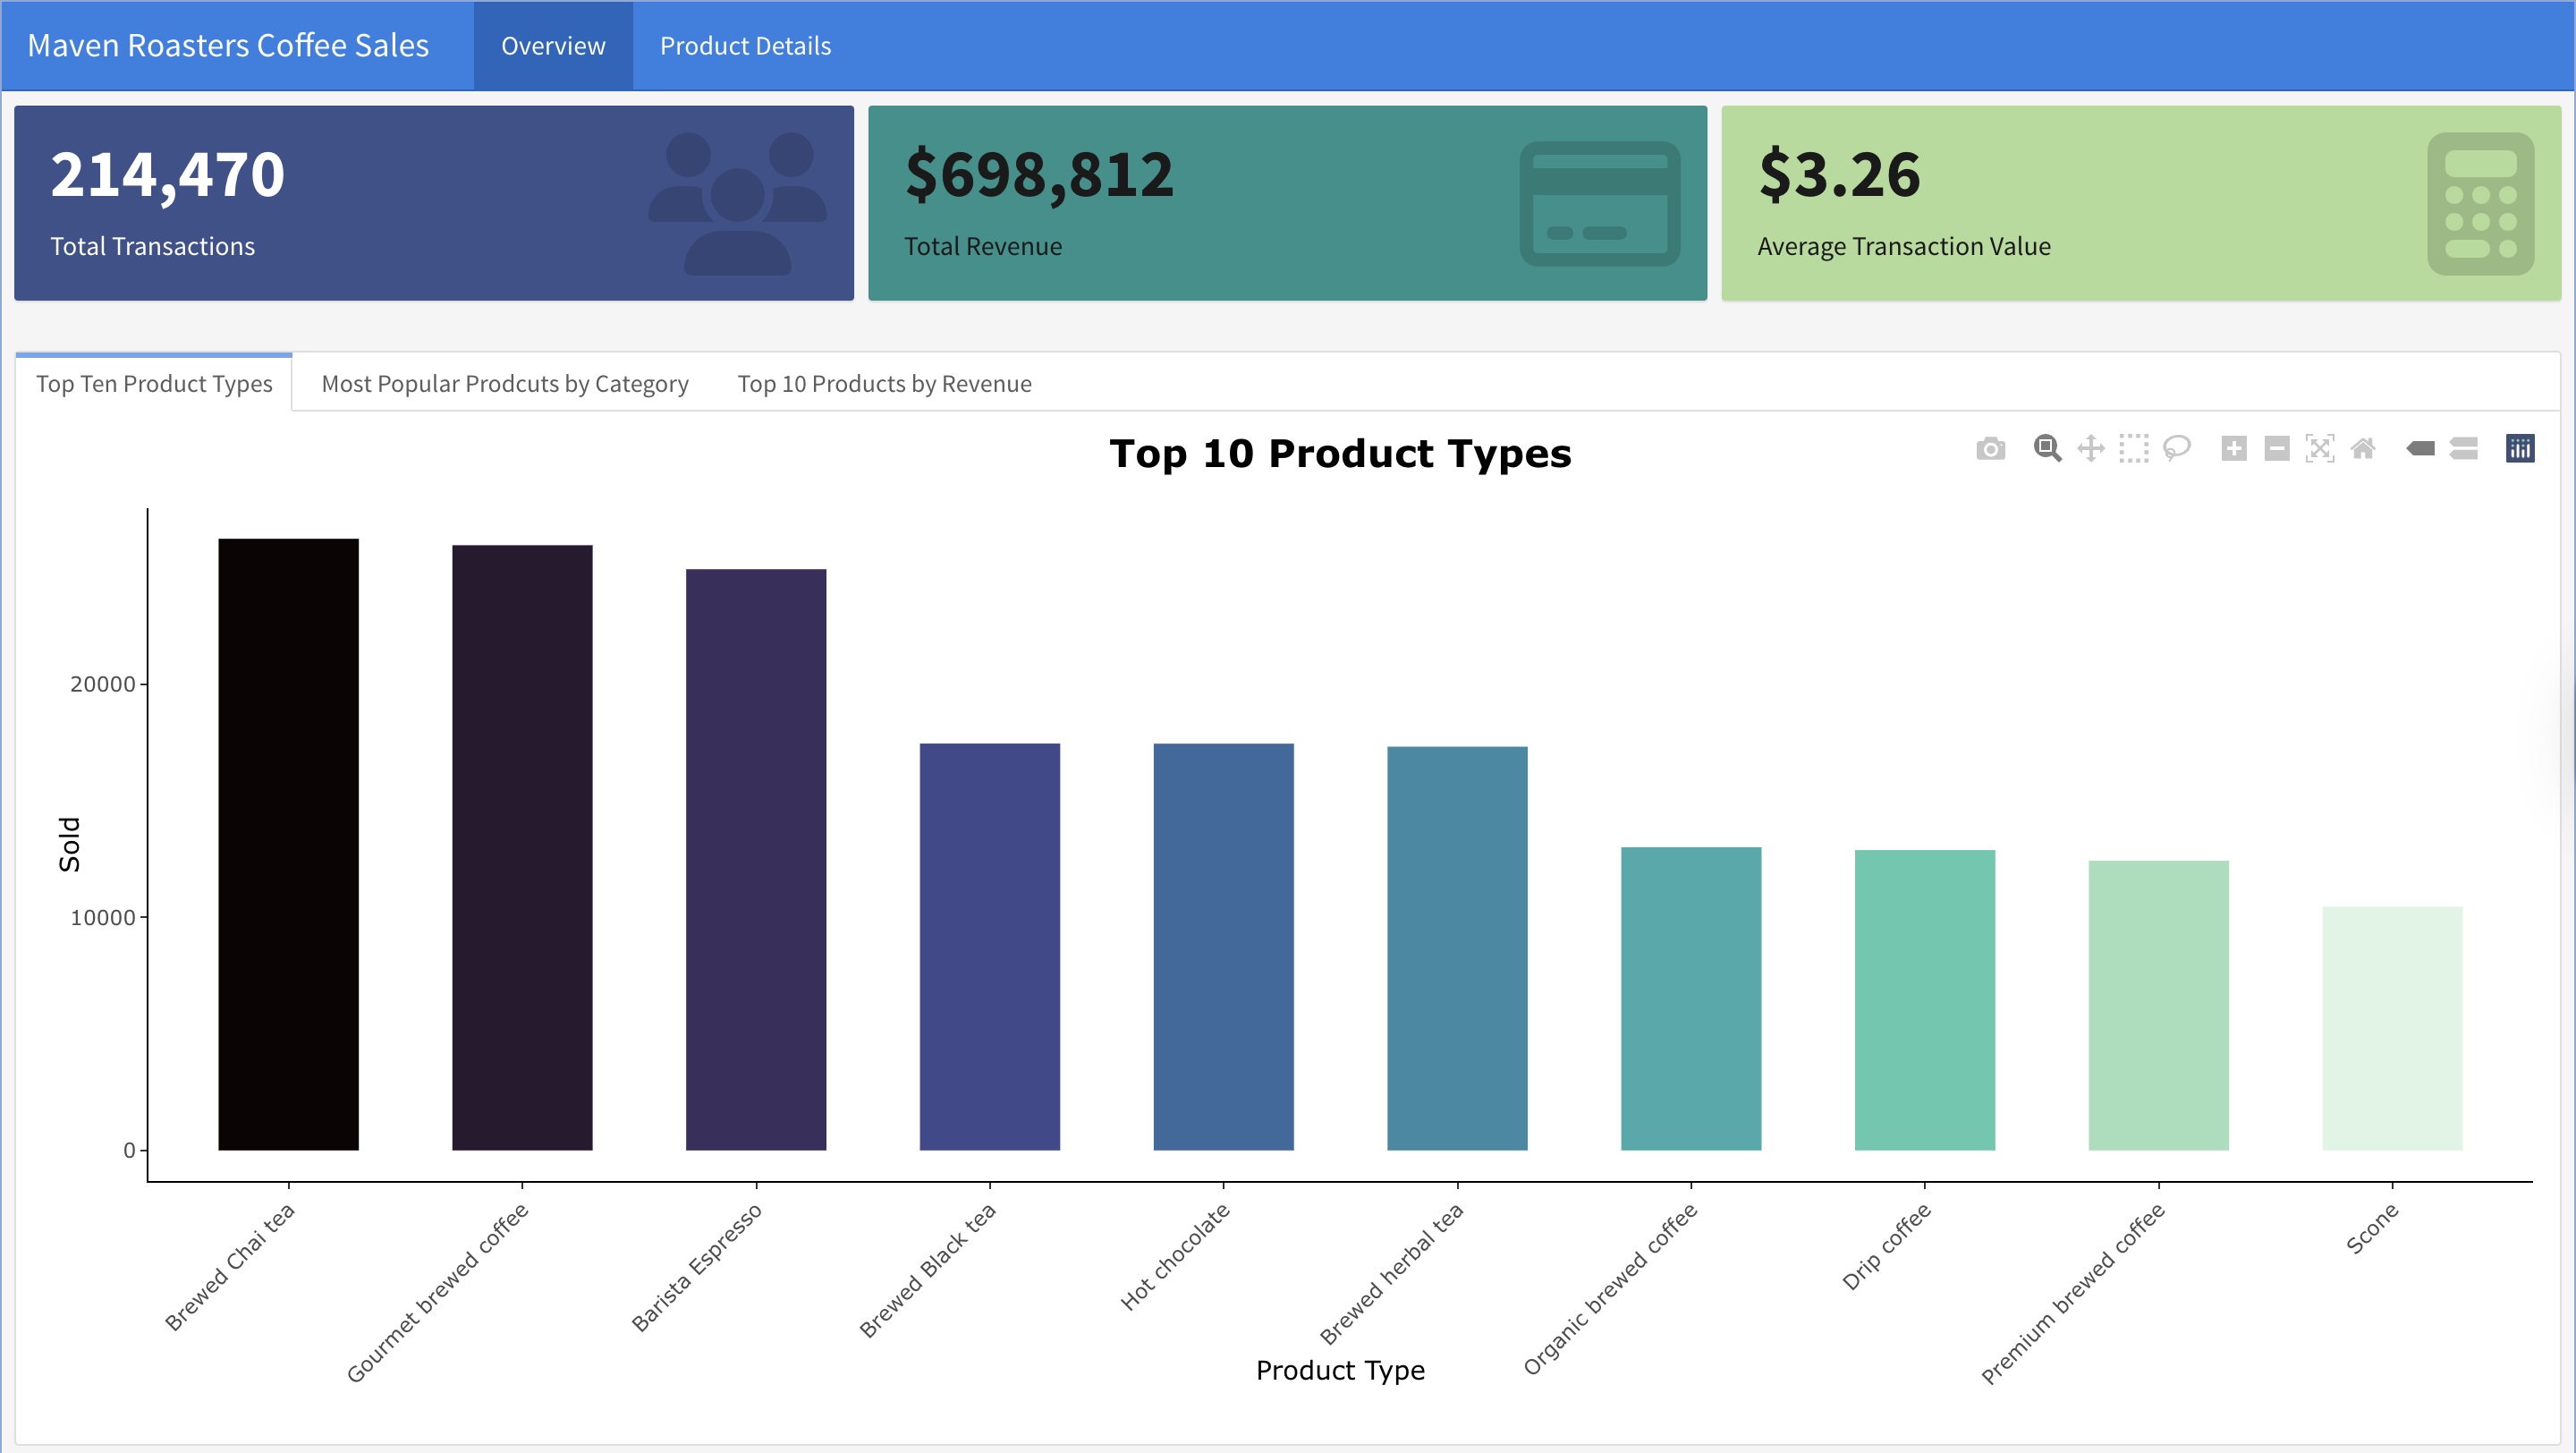 Maven Roasters Coffee Sales Overview Product Details
214,470
Total Transactions
$698,812
Total Revenue
$3.26
Average Transaction Value
Top Ten Product Types Most Popular Prodcuts by Category Top 10 Products by Revenue
Top 10 Product Types
Sold
20000
10000
0
Brewed Chai tea
Gourmet brewed coffee
Barista Espresso
Brewed Black tea
Hot chocolate
Brewed herbal tea
Organic brewed coffee
Drip coffee
Premium brewed coffee
Scone
Product Type